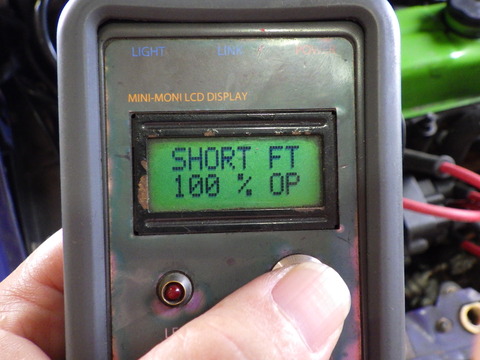 LIGHT LINK POWER
MINI-MONI LCD DISPLAY
SHORT FT
100 % OP